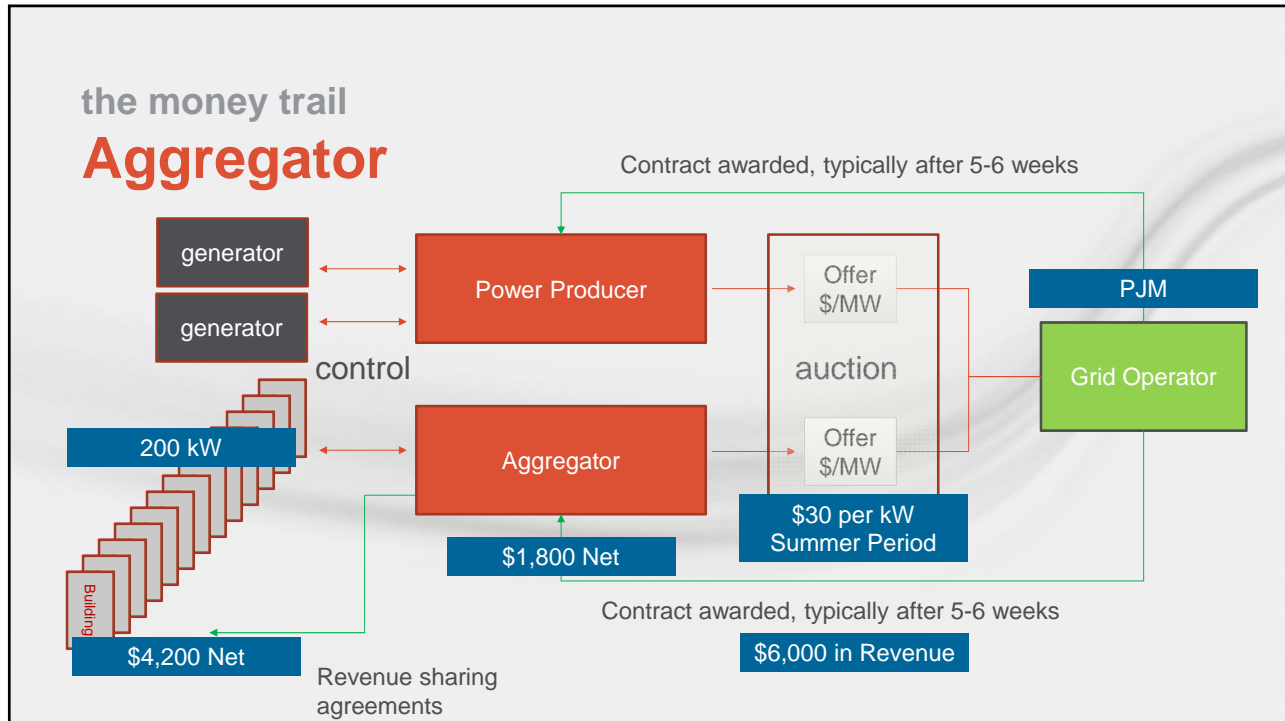 the money trail
Aggregator
Contract awarded, typically after 5-6 weeks
generator
generator
Power Producer
Offer
$/MW
PJM
control
auction
Grid Operator
200 kW
Aggregator
Offer
$/MW
$30 per kW
Summer Period
$1,800 Net
Building
Contract awarded, typically after 5-6 weeks
$4,200 Net
$6,000 in Revenue
Revenue sharing
agreements